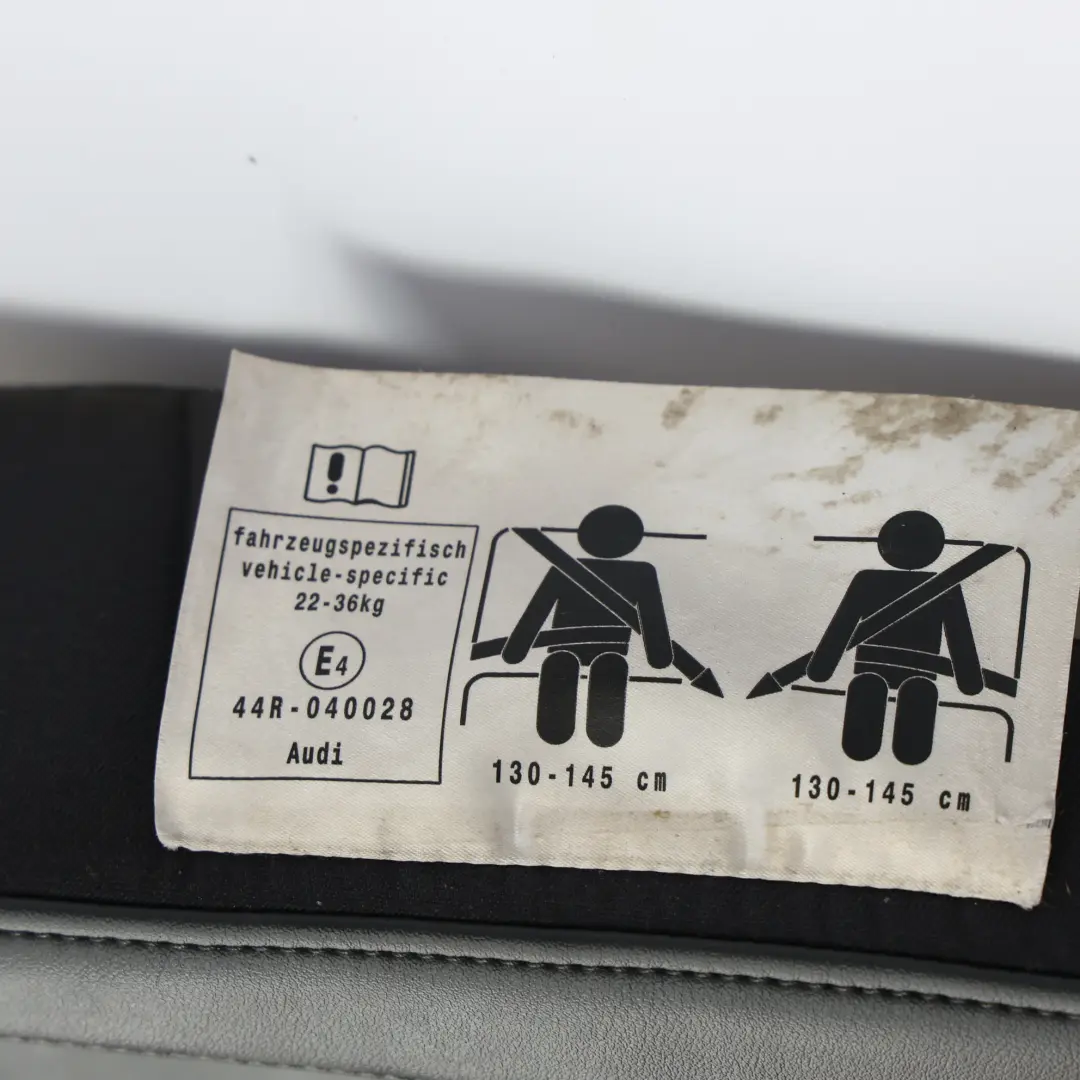 fahrzeugspezifisch
vehicle-specific
22-36kg
E4
44R-040028
Audi
130-145 cm
130-145 cm